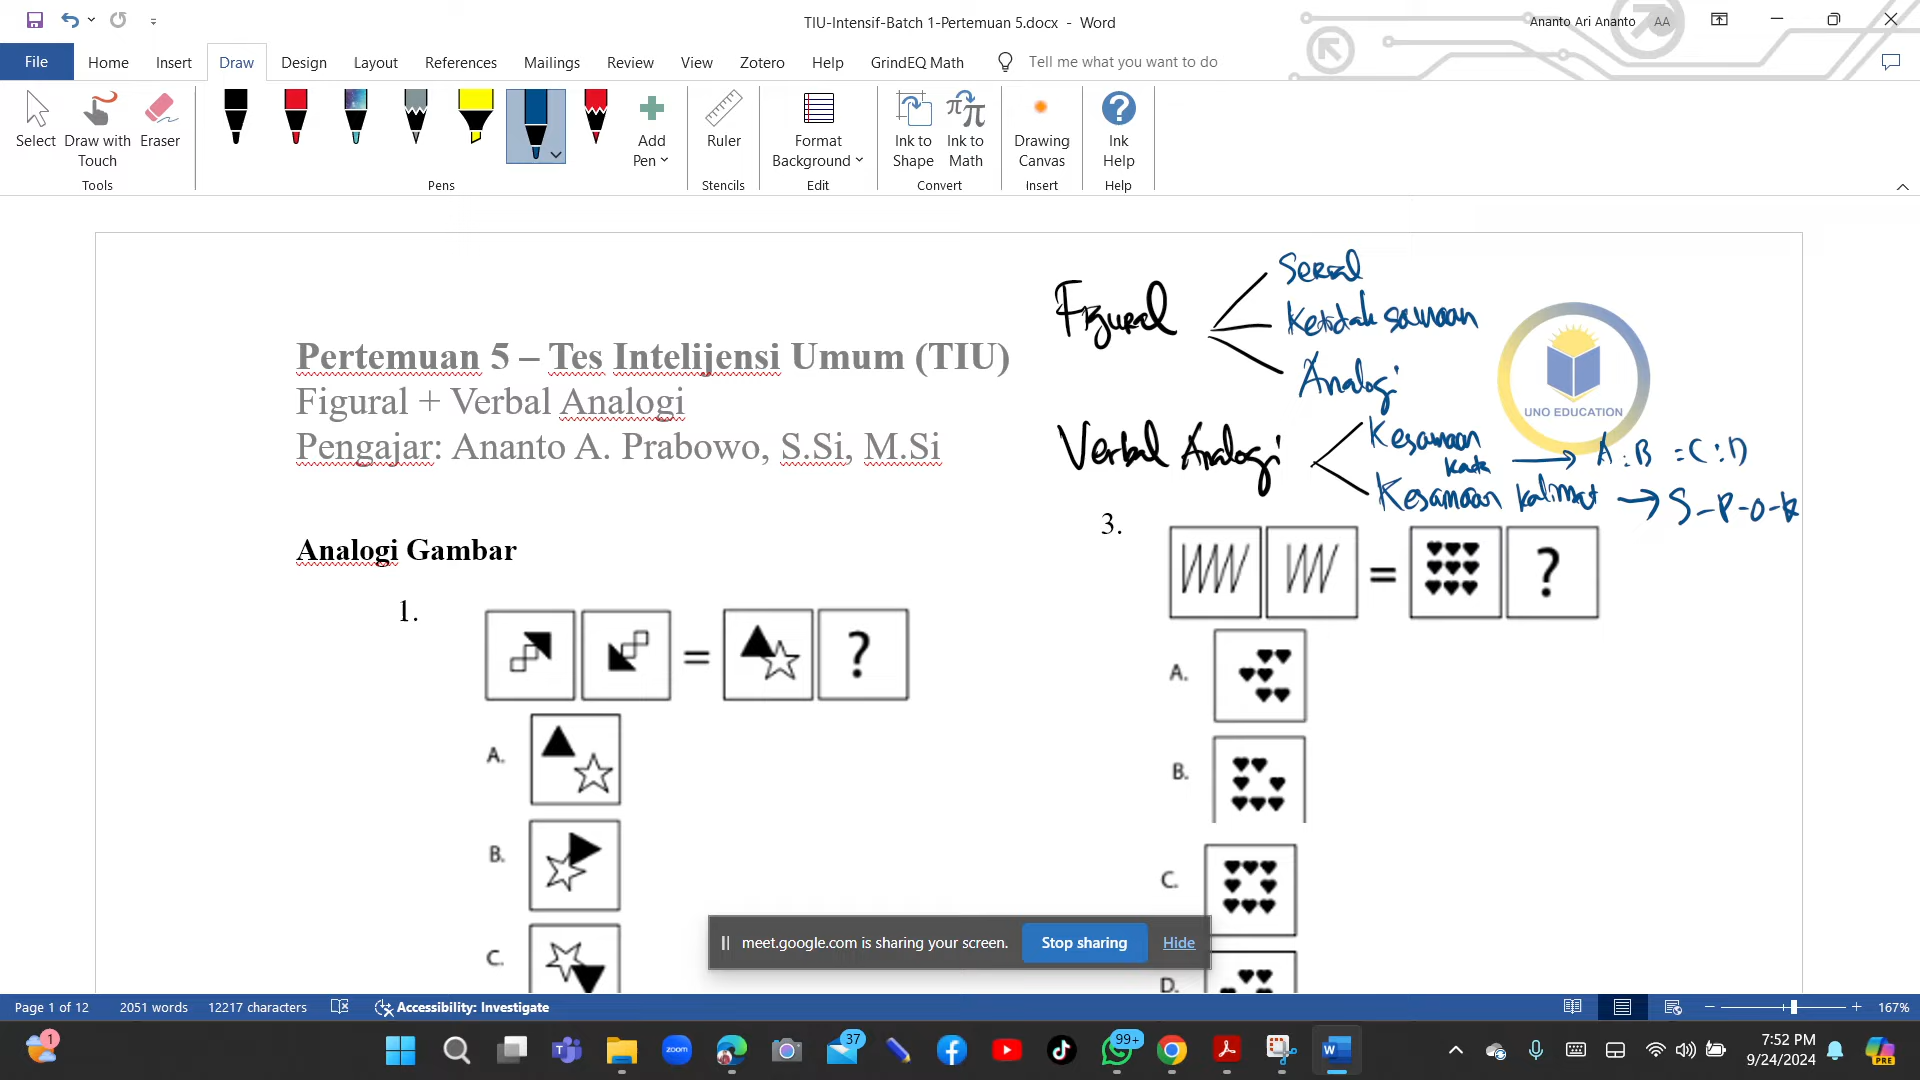 TIU-Intensif-Batch 1-Pertemuan 5.docx - Word
Ananto Ari Ananto
AA
File
Home
Insert
Draw
Design
Layout
References
Mailings
Review
View
Zotero
Help
GrindEQ Math
Tell me what you want to do
Select
Draw with
Touch
Eraser
Add
Pen
Ruler
Format
Background
Ink to
Shape
Ink to
Math
Drawing
Canvas
Ink
Help
Tools
Pens
Stencils
Edit
Convert
Insert
Help
Pertemuan 5 – Tes Intelijensi Umum (TIU)
Figural + Verbal Analogi
Pengajar: Ananto A. Prabowo, S.Si, M.Si
Figural
Serial
Ketidaksamaan
Analogi
UNO EDUCATION
Verbal Analogi
Kesamaan
kata
A : B = C : D
Kesamaan kalimat
S - P - O - K
Analogi Gambar
1.
= ?
A.
B.
C.
3.
= ?
A.
B.
C.
D.
meet.google.com is sharing your screen.
Stop sharing
Hide
Page 1 of 12
2051 words
12217 characters
Accessibility: Investigate
167%
1
zoom
37
99+
7:52 PM
9/24/2024
PRE